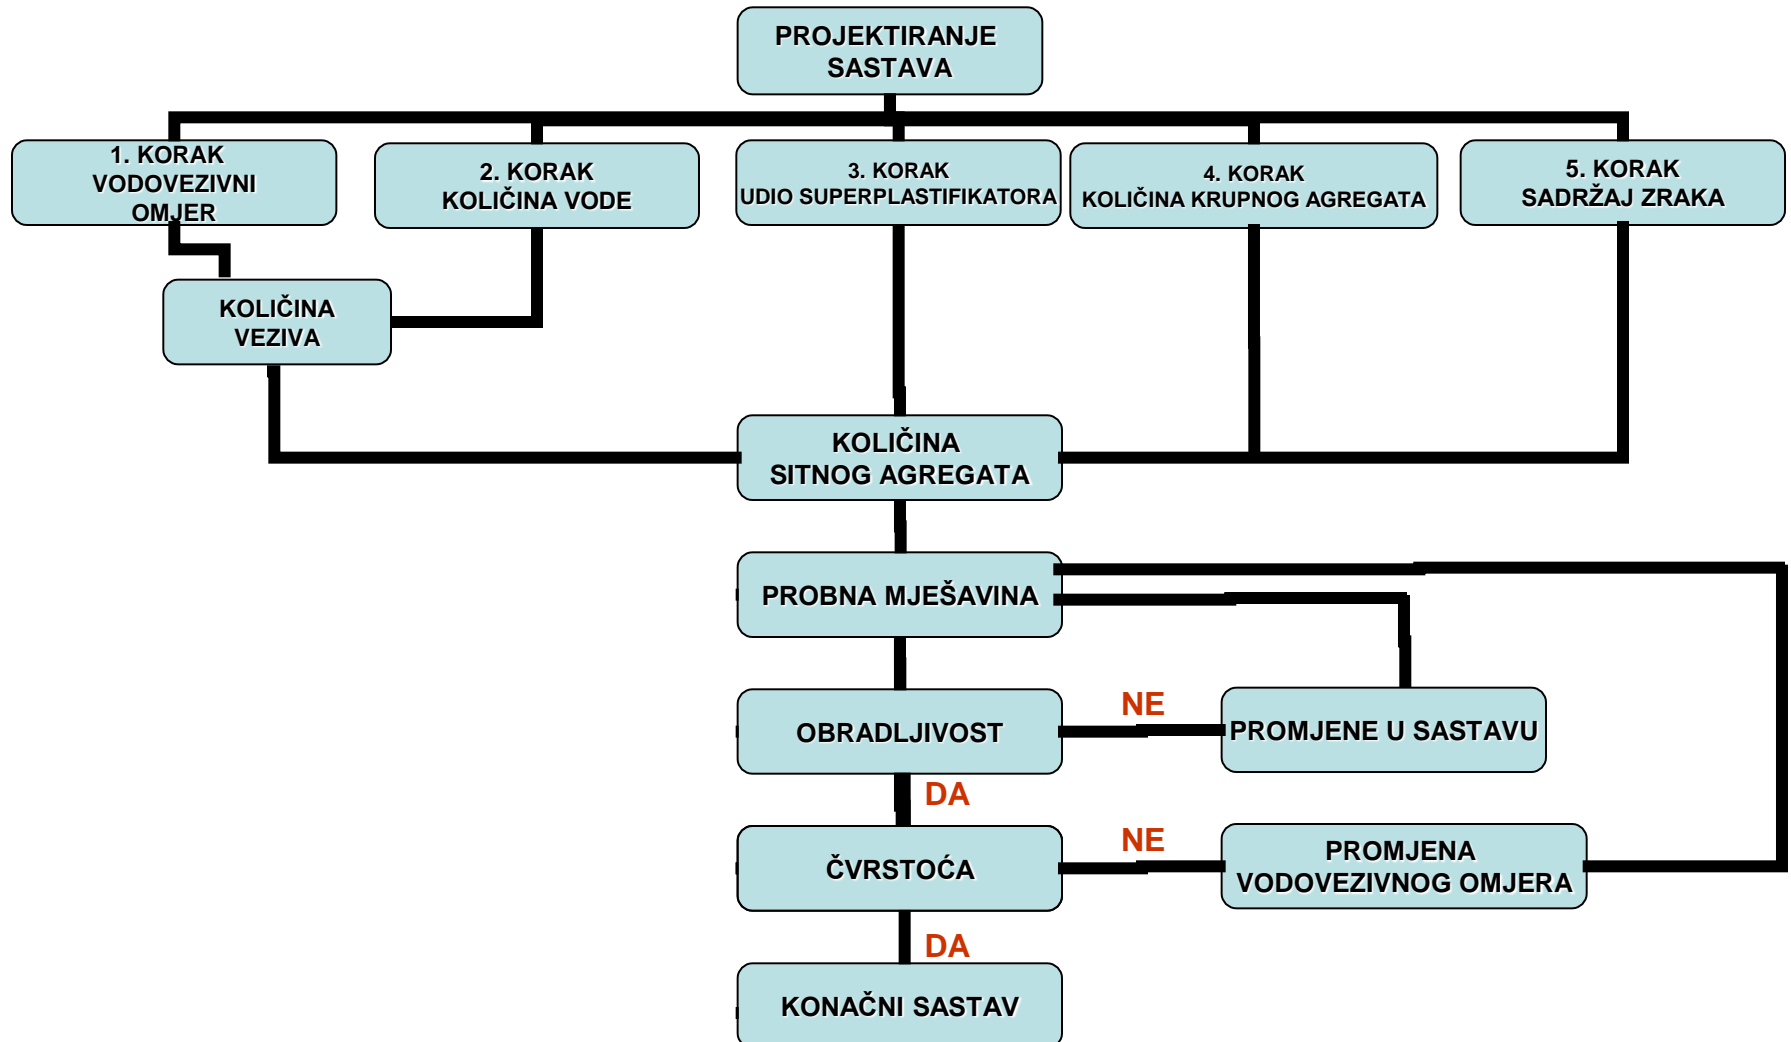 PROJEKTIRANJE
SASTAVA
1. KORAK
VODOVEZIVNI
OMJER
2. KORAK
KOLIČINA VODE
3. KORAK
UDIO SUPERPLASTIFIKATORA
4. KORAK
KOLIČINA KRUPNOG AGREGATA
5. KORAK
SADRŽAJ ZRAKA
KOLIČINA
VEZIVA
KOLIČINA
SITNOG AGREGATA
PROBNA MJEŠAVINA
OBRADLJIVOST
NE
PROMJENE U SASTAVU
DA
ČVRSTOĆA
NE
PROMJENA
VODOVEZIVNOG OMJERA
DA
KONAČNI SASTAV